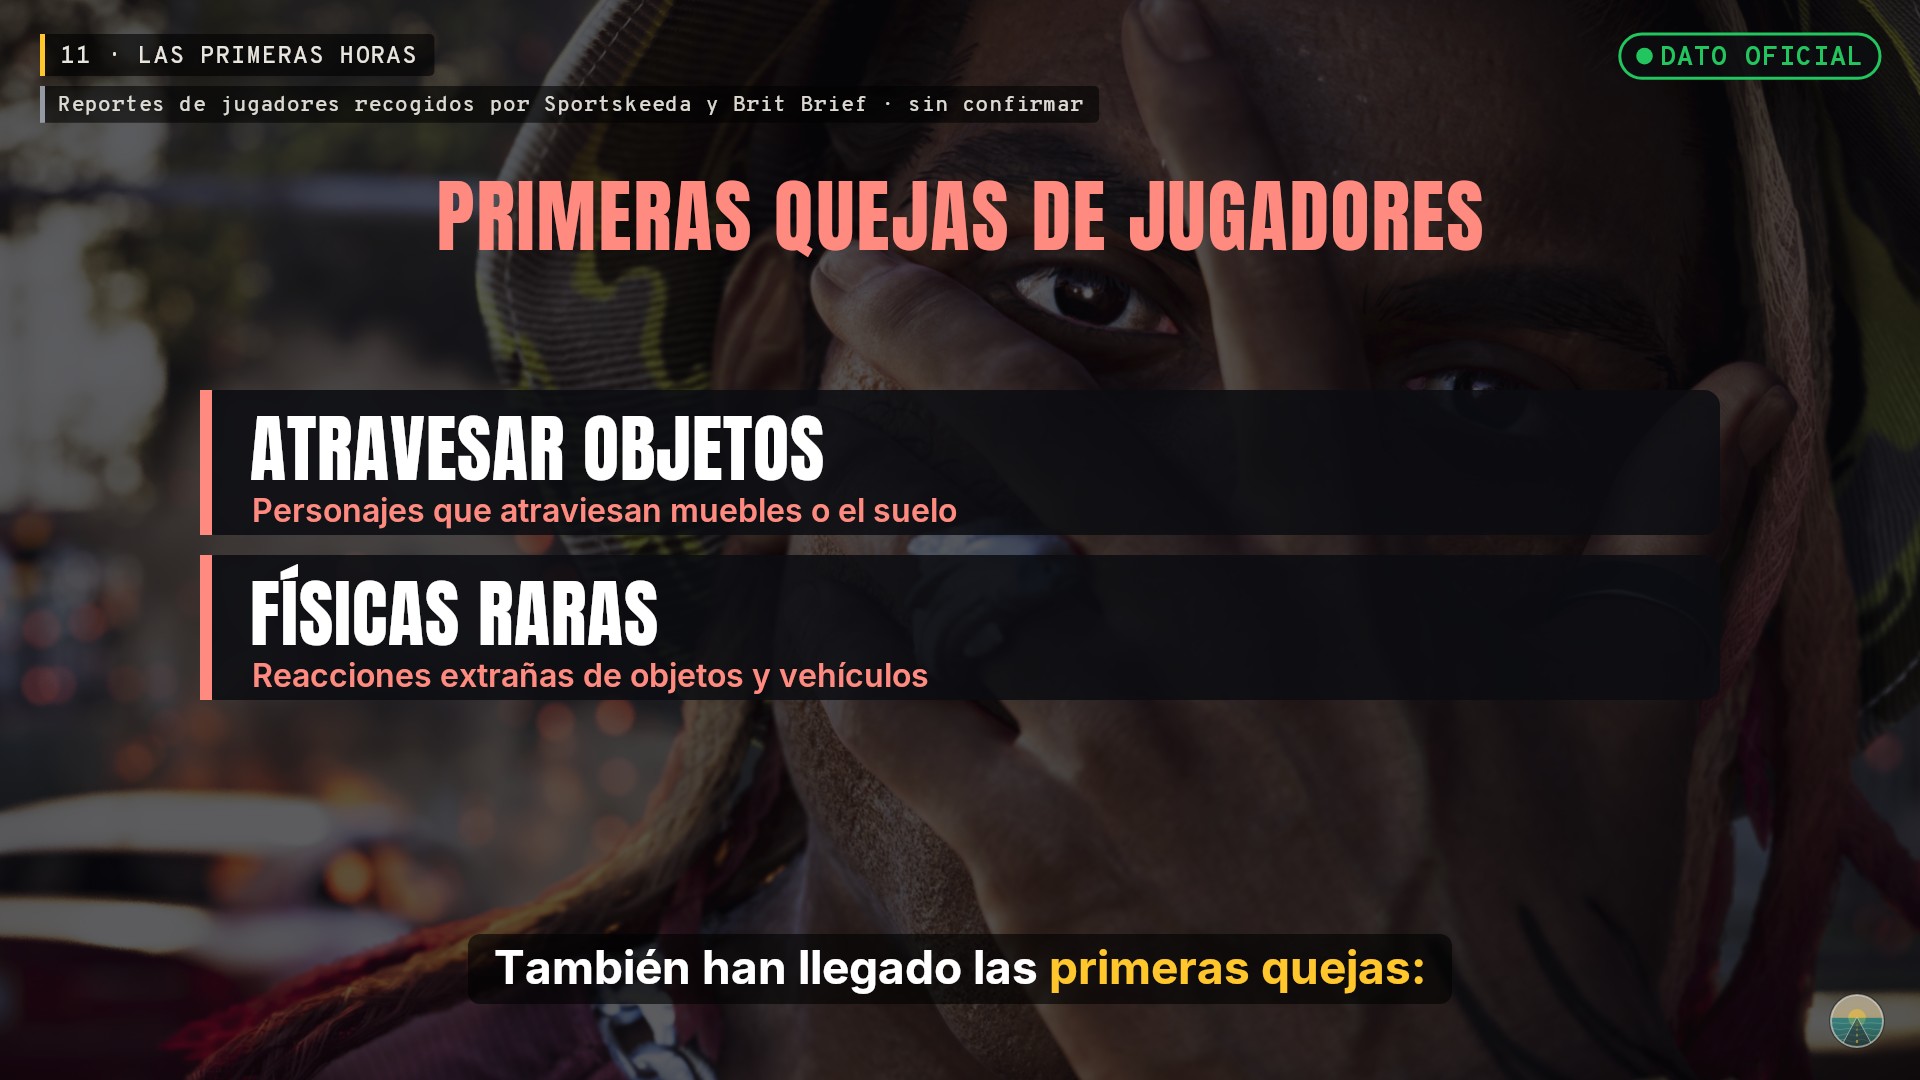 11 · LAS PRIMERAS HORAS
DATO OFICIAL
Reportes de jugadores recogidos por Sportskeeda y Brit Brief · sin confirmar
PRIMERAS QUEJAS DE JUGADORES
ATRAVESAR OBJETOS
Personajes que atraviesan muebles o el suelo
FÍSICAS RARAS
Reacciones extrañas de objetos y vehículos
También han llegado las primeras quejas: